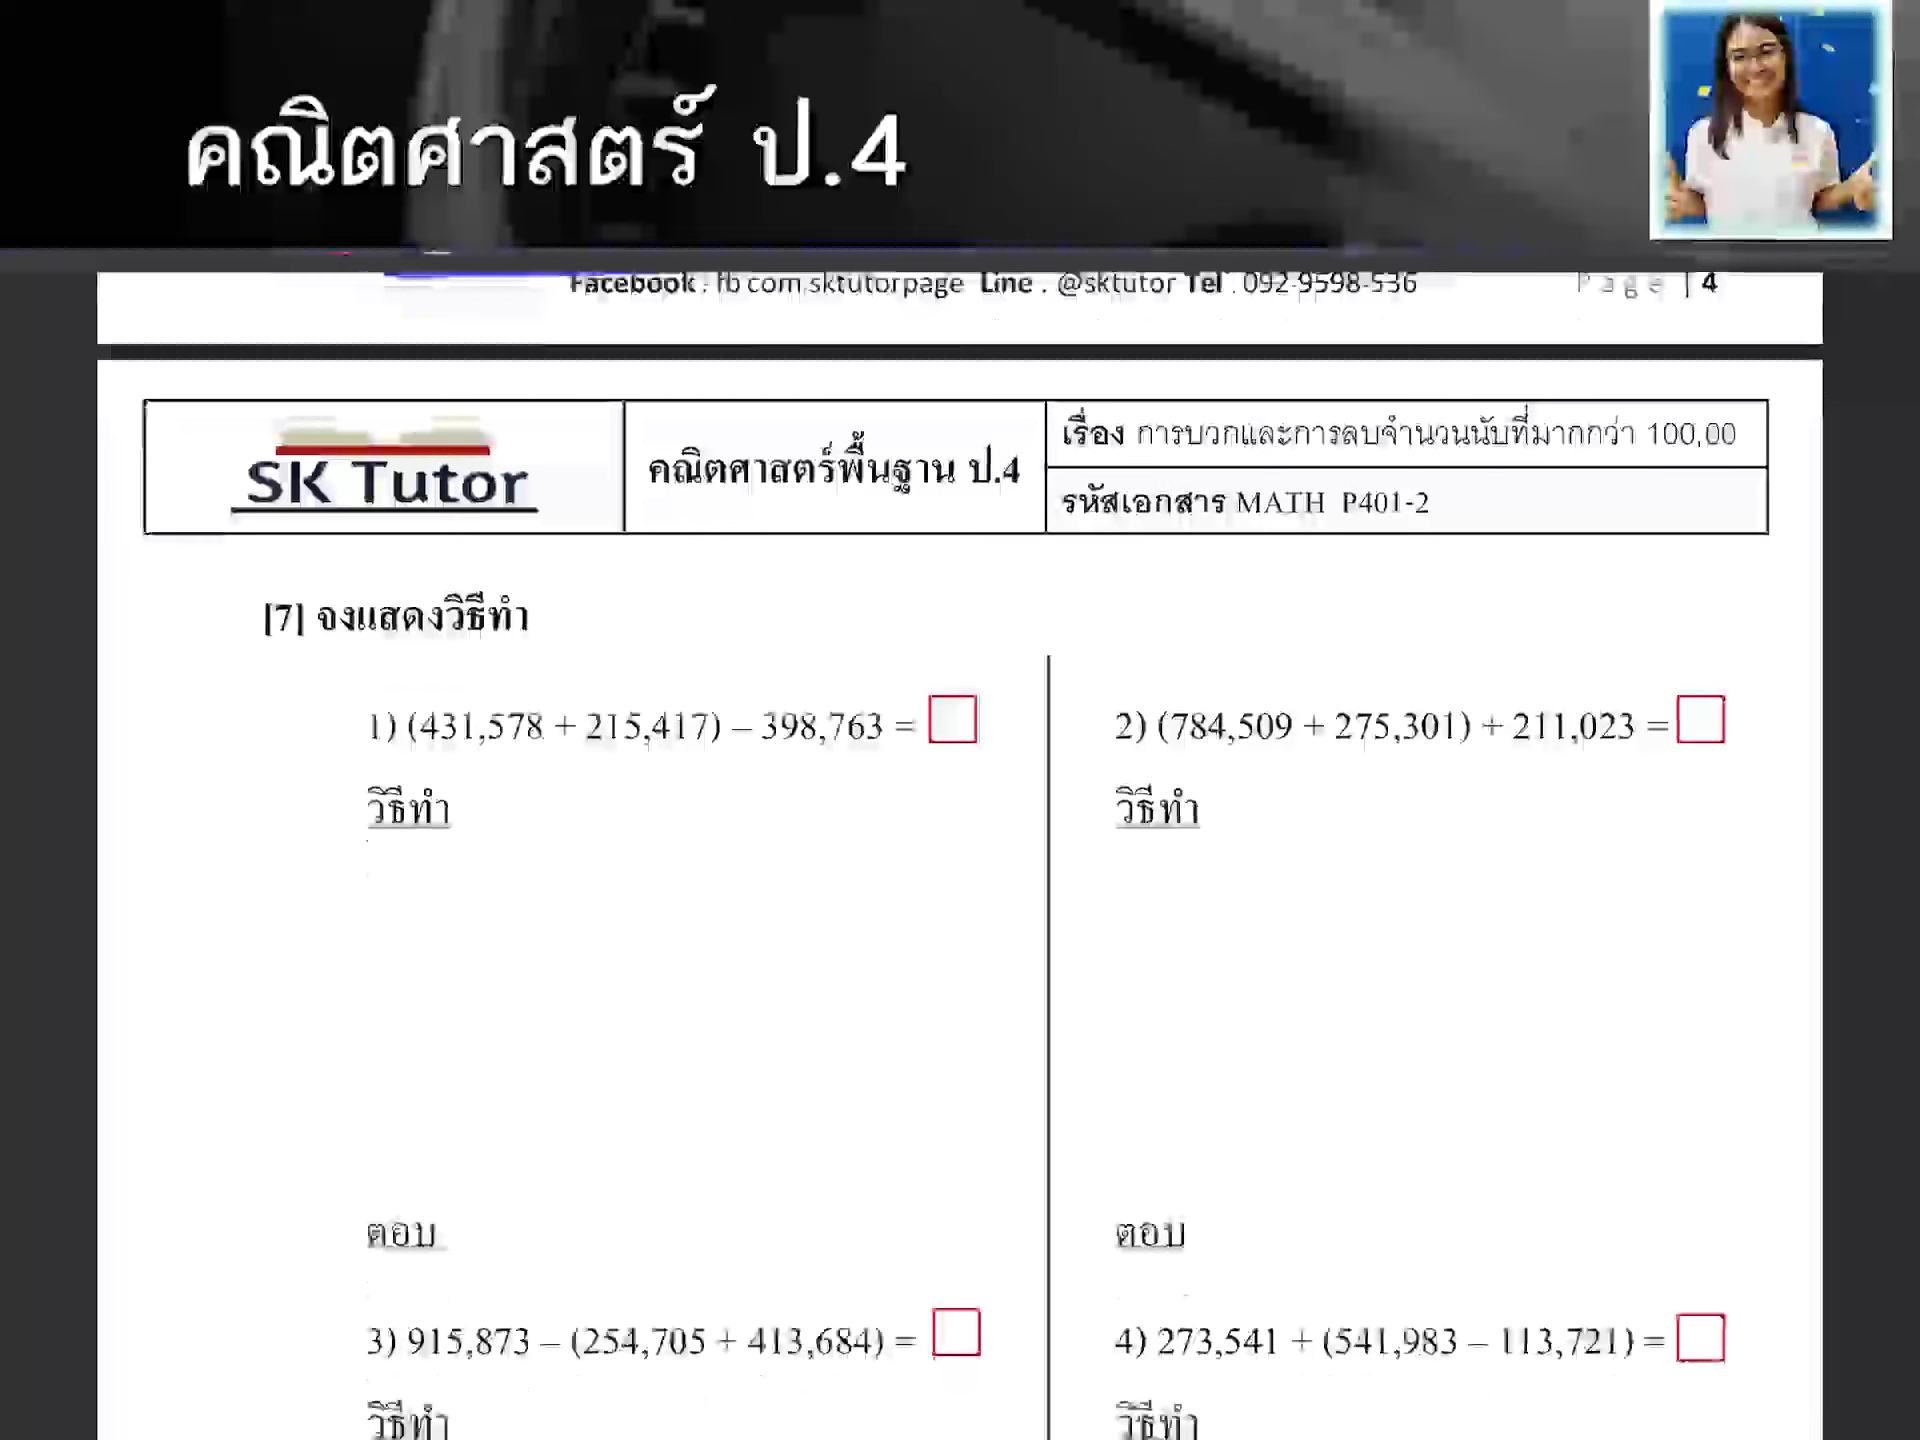 คณิตศาสตร์ ป.4
Facebook : fb.com.sktutorpage Line : @sktutor Tel : 092-9598-536 Page | 4
SK Tutor
คณิตศาสตร์พื้นฐาน ป.4
เรื่อง การบวกและการลบจำนวนนับที่มากกว่า 100,00
รหัสเอกสาร MATH P401-2
[7] จงแสดงวิธีทำ
1) (431,578 + 215,417) – 398,763 =
2) (784,509 + 275,301) + 211,023 =
วิธีทำ
วิธีทำ
ตอบ
ตอบ
3) 915,873 – (254,705 + 413,684) =
4) 273,541 + (541,983 – 113,721) =
วิธีทำ
วิธีทำ